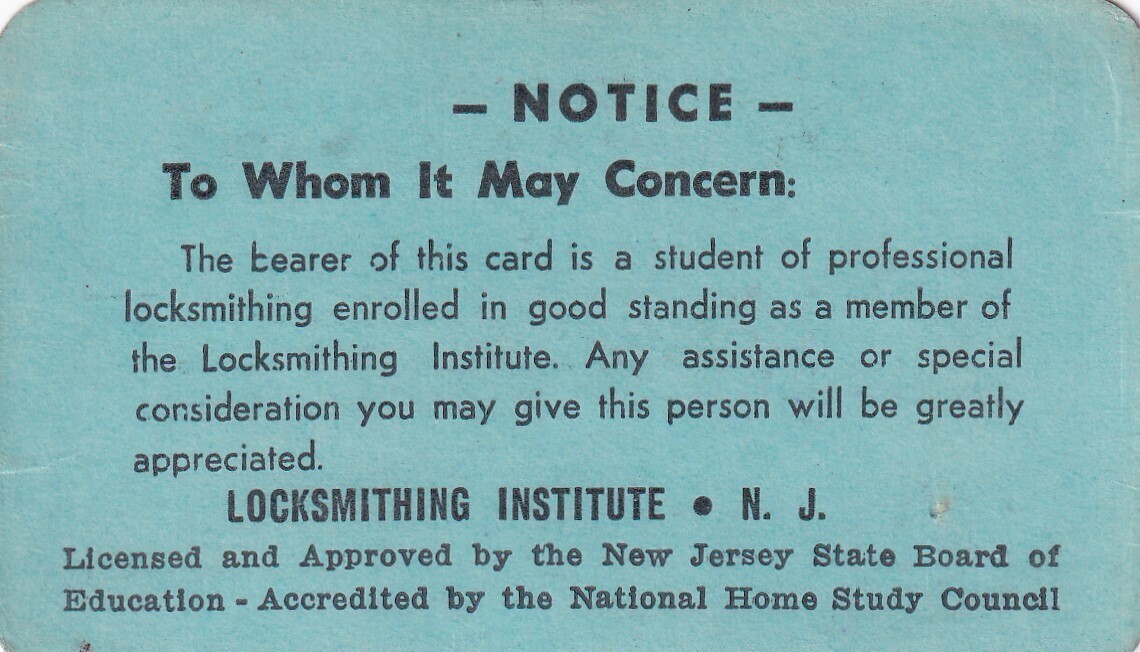 - NOTICE -
To Whom It May Concern:
The bearer of this card is a student of professional
locksmithing enrolled in good standing as a member of
the Locksmithing Institute. Any assistance or special
consideration you may give this person will be greatly
appreciated.
LOCKSMITHING INSTITUTE • N. J.
Licensed and Approved by the New Jersey State Board of
Education - Accredited by the National Home Study Council